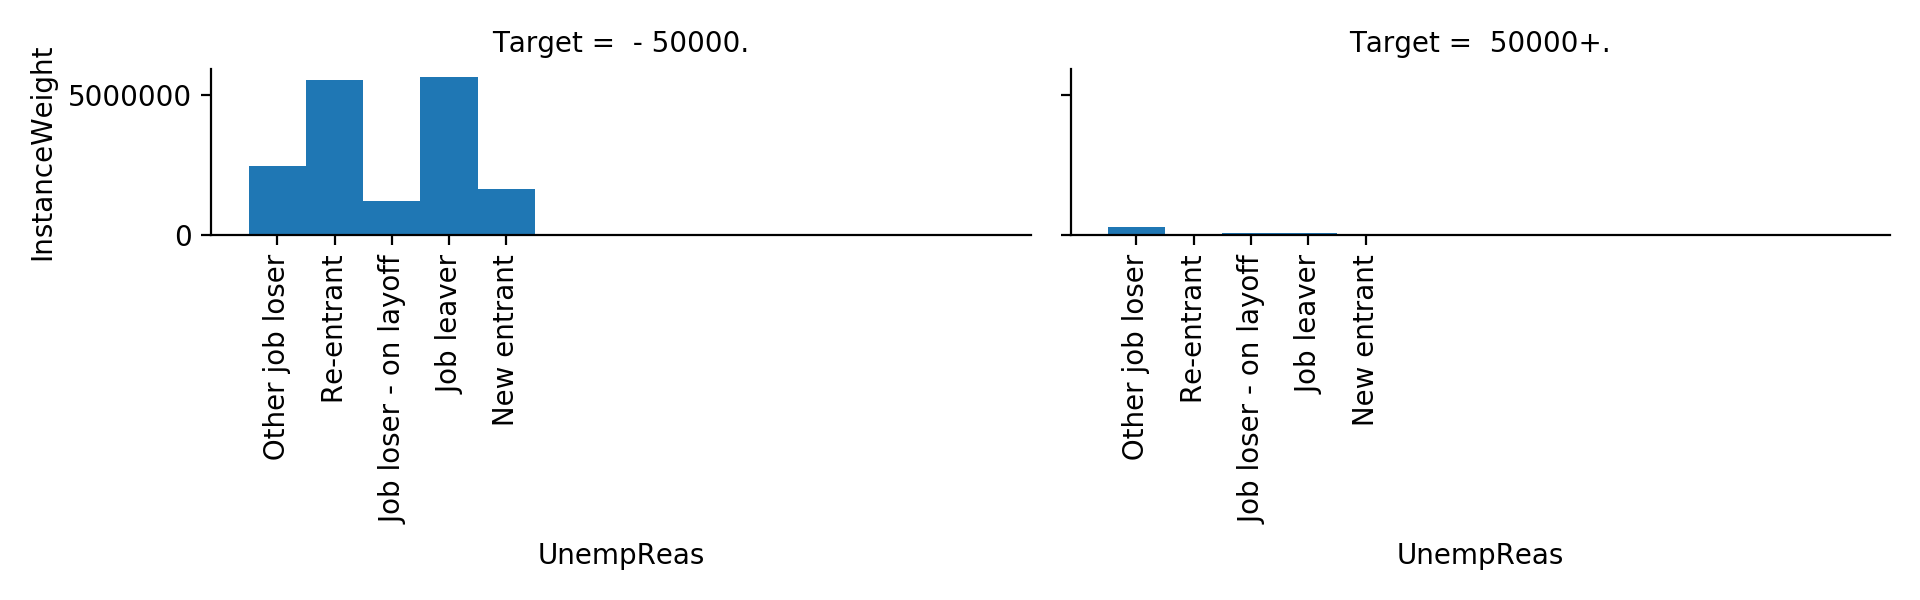 Target =  - 50000.
Target =  50000+.
InstanceWeight
5000000
0
Other job loser
Re-entrant
Job loser - on layoff
Job leaver
New entrant
Other job loser
Re-entrant
Job loser - on layoff
Job leaver
New entrant
UnempReas
UnempReas